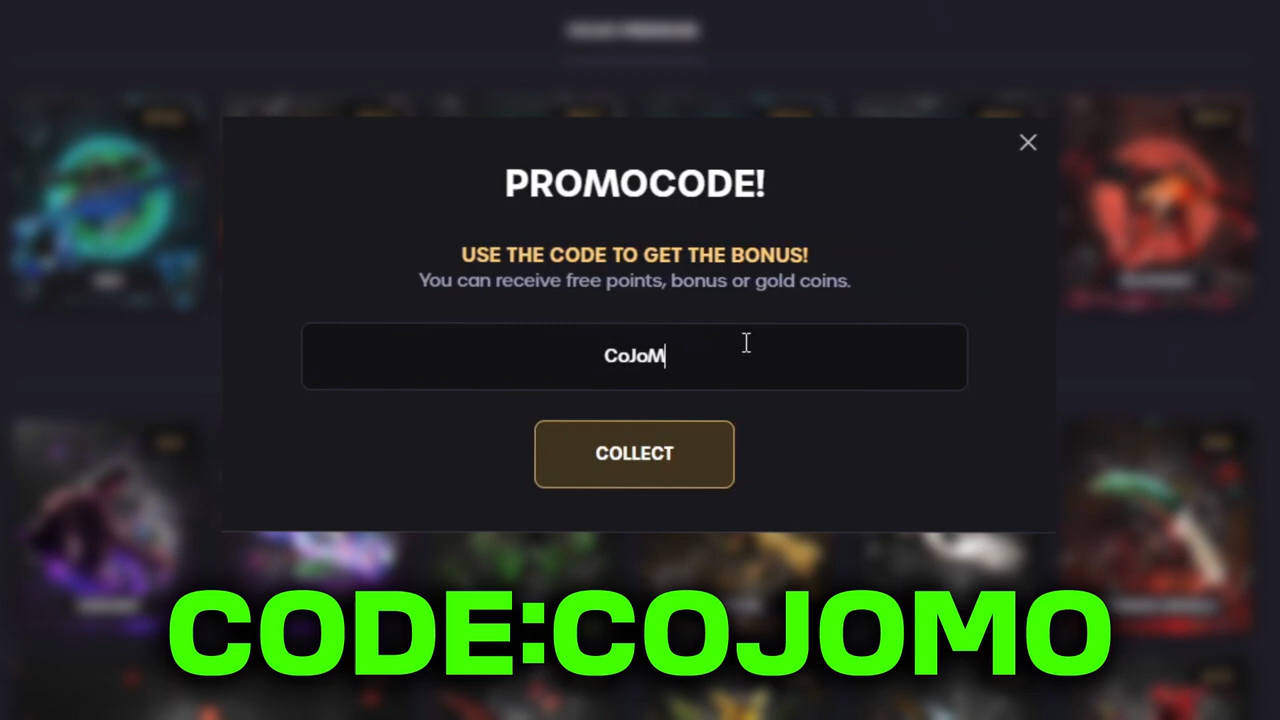 PROMOCODE!
USE THE CODE TO GET THE BONUS!
You can receive free points, bonus or gold coins.
CoJoM
COLLECT
CODE:COJOMO